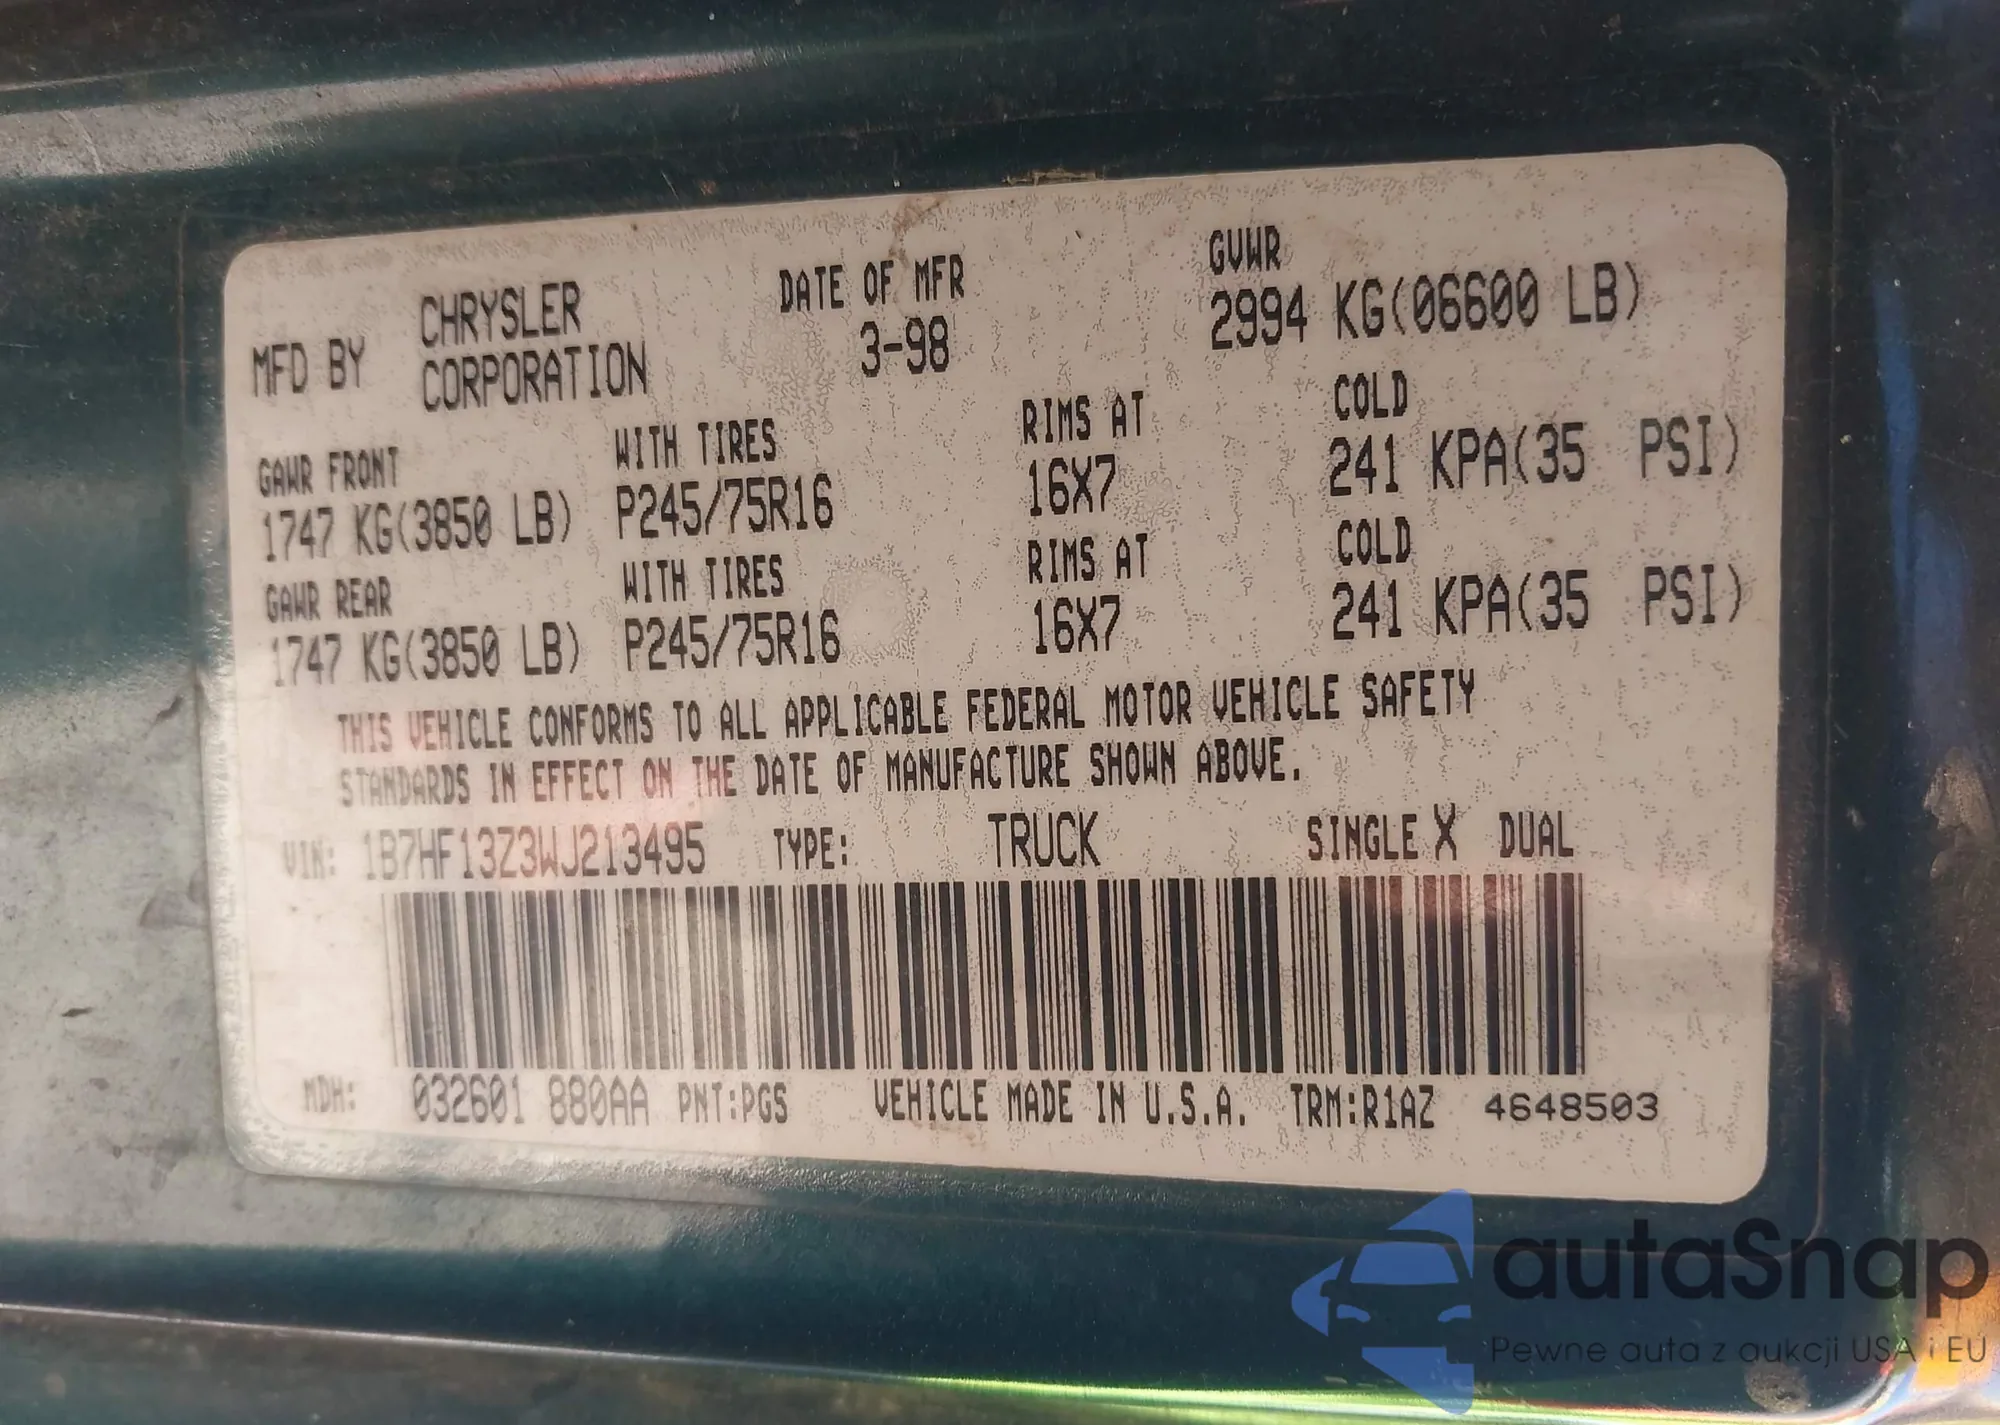 MFD BY CHRYSLER CORPORATION DATE OF MFR 3-98 GVWR 2994 KG(06600 LB)
GAWR FRONT WITH TIRES RIMS AT COLD
1747 KG(3850 LB) P245/75R16 16X7 241 KPA(35 PSI)
GAWR REAR WITH TIRES RIMS AT COLD
1747 KG(3850 LB) P245/75R16 16X7 241 KPA(35 PSI)
THIS VEHICLE CONFORMS TO ALL APPLICABLE FEDERAL MOTOR VEHICLE SAFETY
STANDARDS IN EFFECT ON THE DATE OF MANUFACTURE SHOWN ABOVE.
VIN: 1B7HF13Z3WJ213495 TYPE: TRUCK SINGLE X DUAL
MDH: 032601 880AA PNT:PGS VEHICLE MADE IN U.S.A. TRM:R1AZ 4648503
autaSnap
Pewne auta z aukcji USA i EU